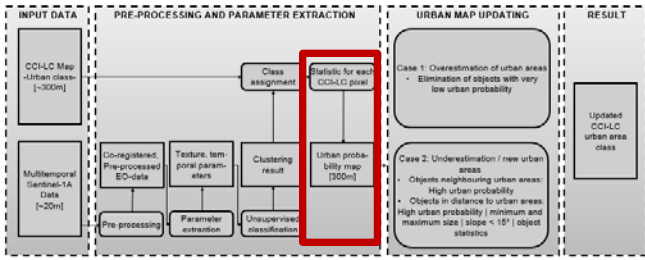 INPUT DATA
PRE-PROCESSING AND PARAMETER EXTRACTION
URBAN MAP UPDATING
RESULT
CCI-LC Map
-Urban class-
[~300m]
Class
assignment
Statistic for each
CCI-LC pixel
Case 1: Overestimation of urban areas
• Elimination of objects with very
low urban probability
Updated
CCI-LC
urban area
class
Multitemporal
Sentinel-1A
Data
[~20m]
Co-registered,
Pre-processed
EO-data
Texture, tem-
poral param-
eters
Clustering
result
Urban proba-
bility map
[300m]
Case 2: Underestimation / new urban
areas
• Objects neighbouring urban areas:
High urban probability
• Objects in distance to urban areas:
High urban probability | minimum and
maximum size | slope < 15° | object
statistics
Pre-processing
Parameter
extraction
Unsupervised
classification